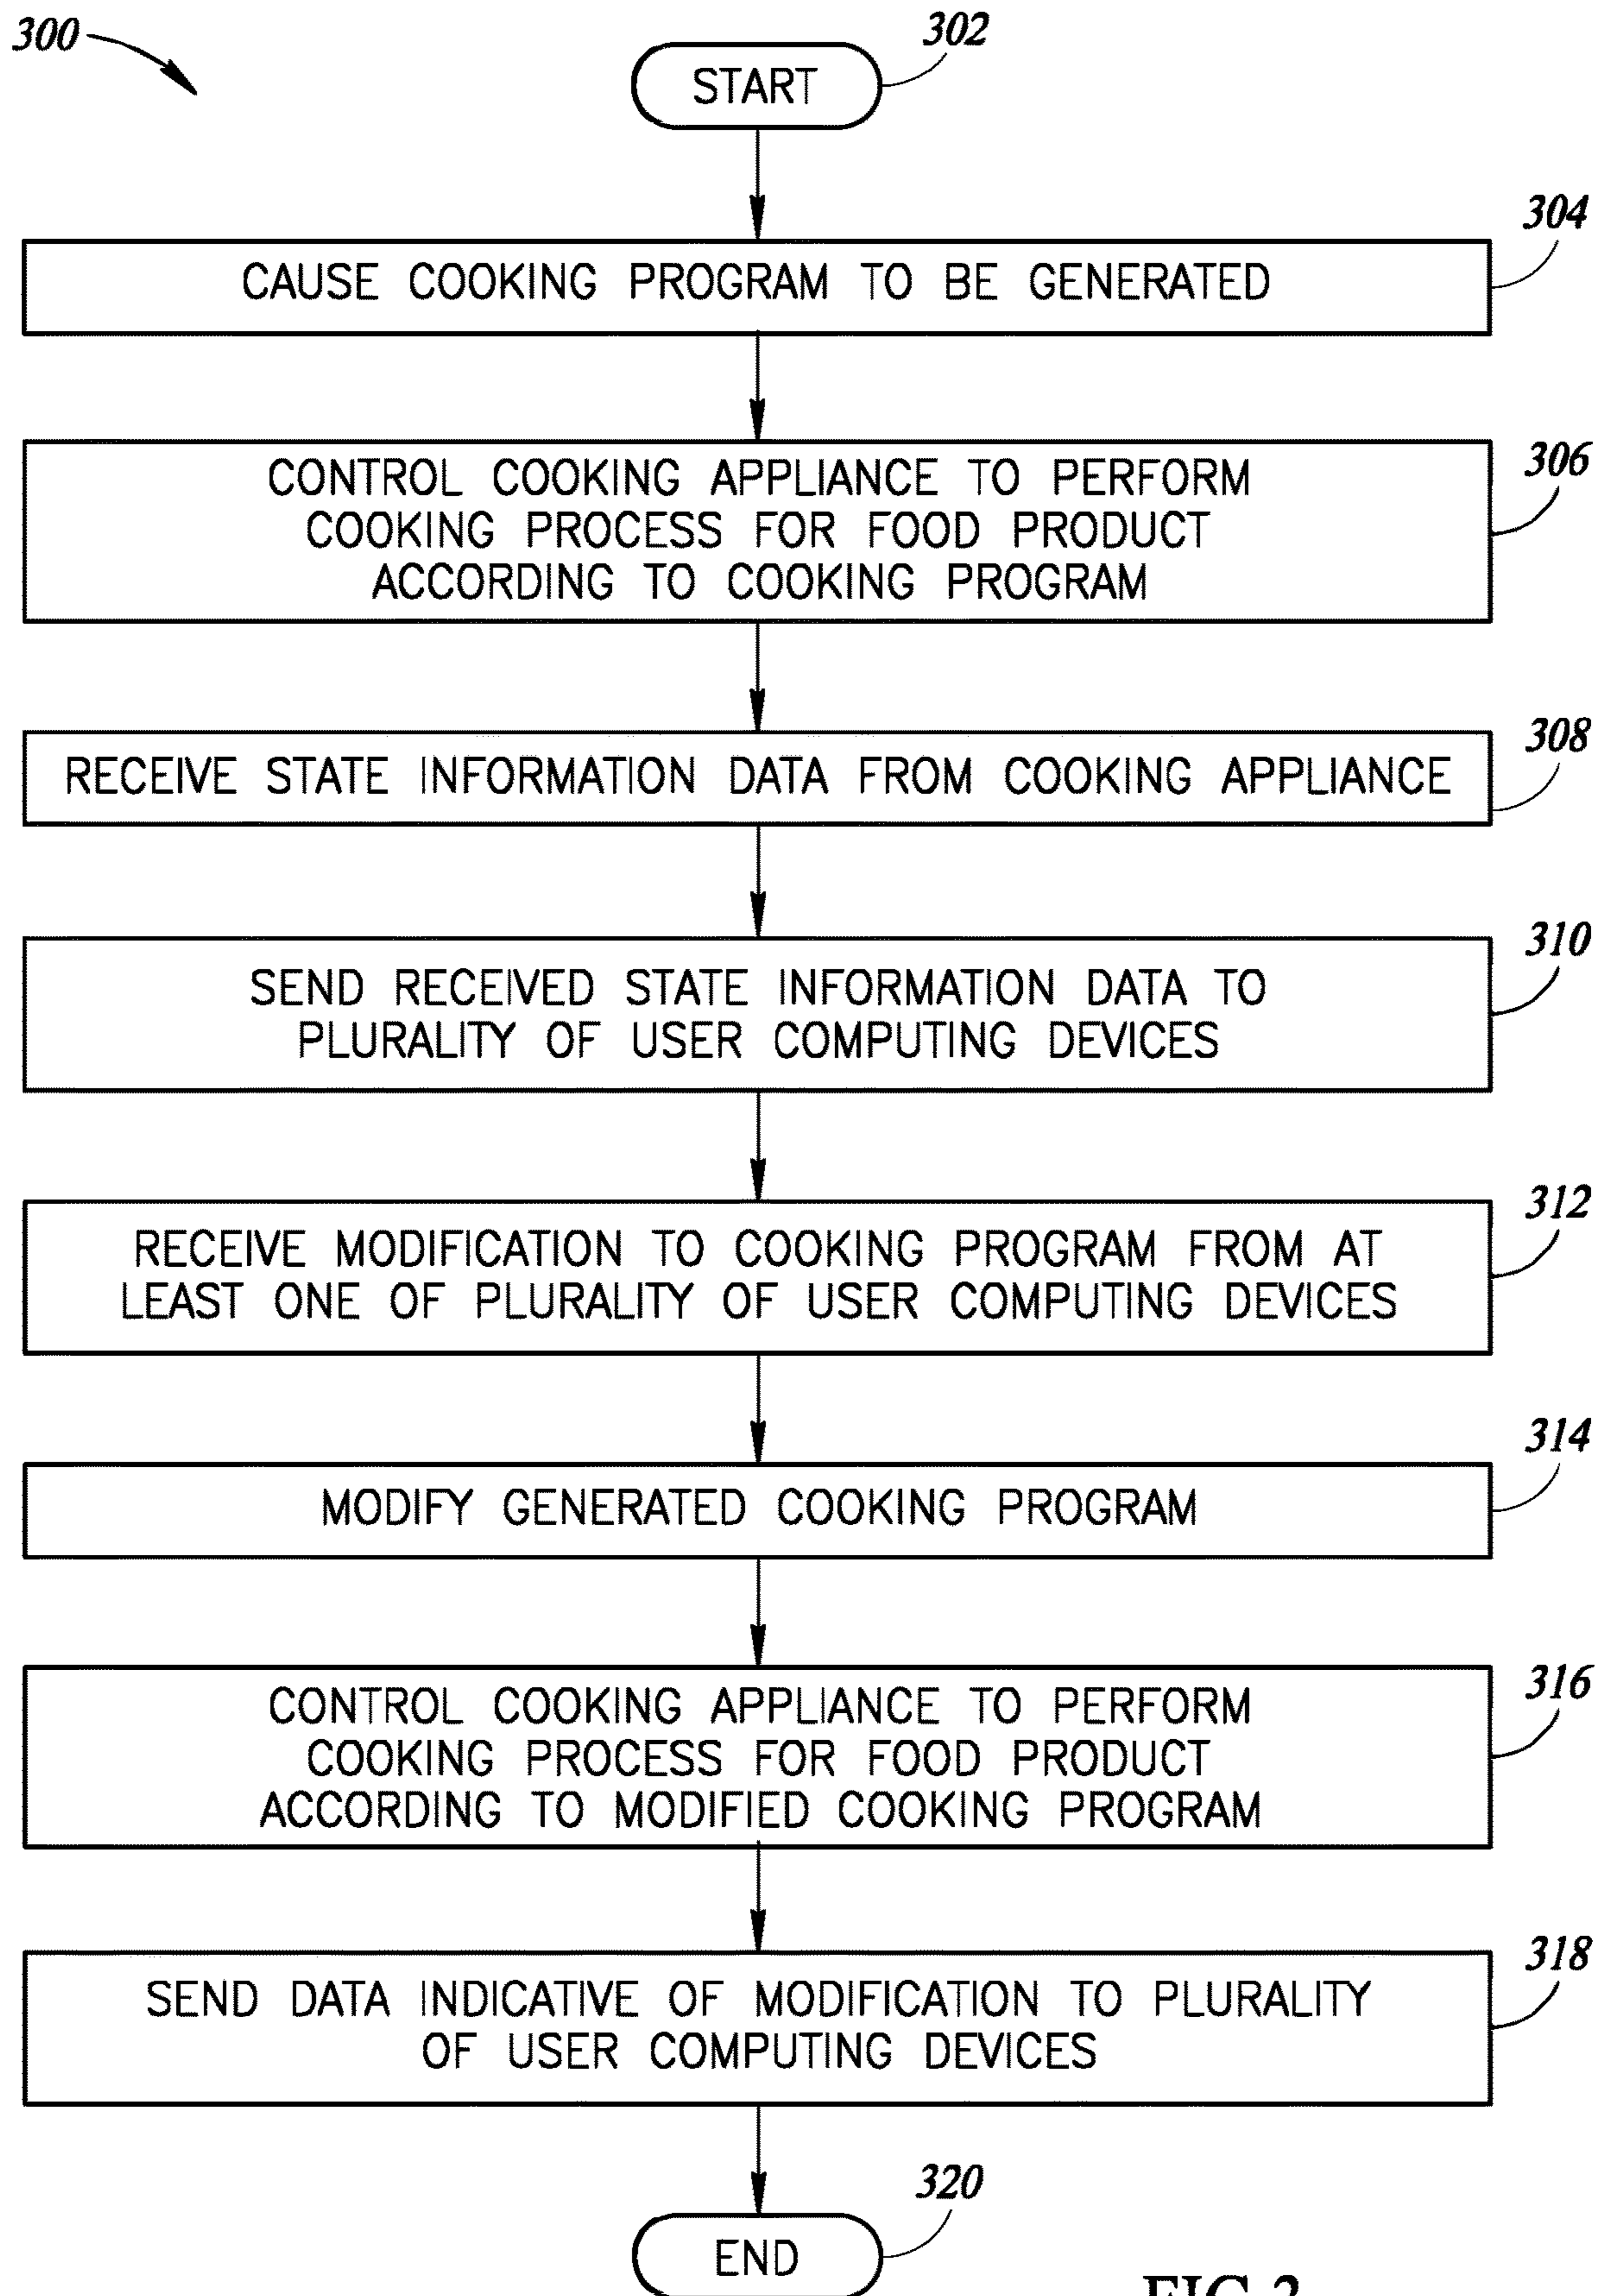 300
302
START
304
CAUSE COOKING PROGRAM TO BE GENERATED
306
CONTROL COOKING APPLIANCE TO PERFORM
COOKING PROCESS FOR FOOD PRODUCT
ACCORDING TO COOKING PROGRAM
308
RECEIVE STATE INFORMATION DATA FROM COOKING APPLIANCE
310
SEND RECEIVED STATE INFORMATION DATA TO
PLURALITY OF USER COMPUTING DEVICES
312
RECEIVE MODIFICATION TO COOKING PROGRAM FROM AT
LEAST ONE OF PLURALITY OF USER COMPUTING DEVICES
314
MODIFY GENERATED COOKING PROGRAM
316
CONTROL COOKING APPLIANCE TO PERFORM
COOKING PROCESS FOR FOOD PRODUCT
ACCORDING TO MODIFIED COOKING PROGRAM
318
SEND DATA INDICATIVE OF MODIFICATION TO PLURALITY
OF USER COMPUTING DEVICES
320
END